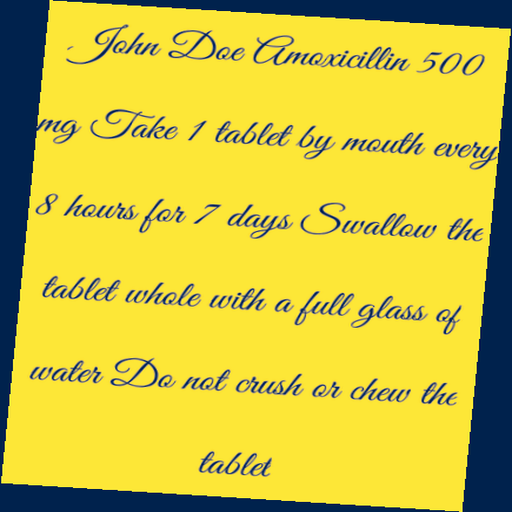 John Doe Amoxicillin 500
mg Take 1 tablet by mouth every
8 hours for 7 days Swallow the
tablet whole with a full glass of
water Do not crush or chew the
tablet